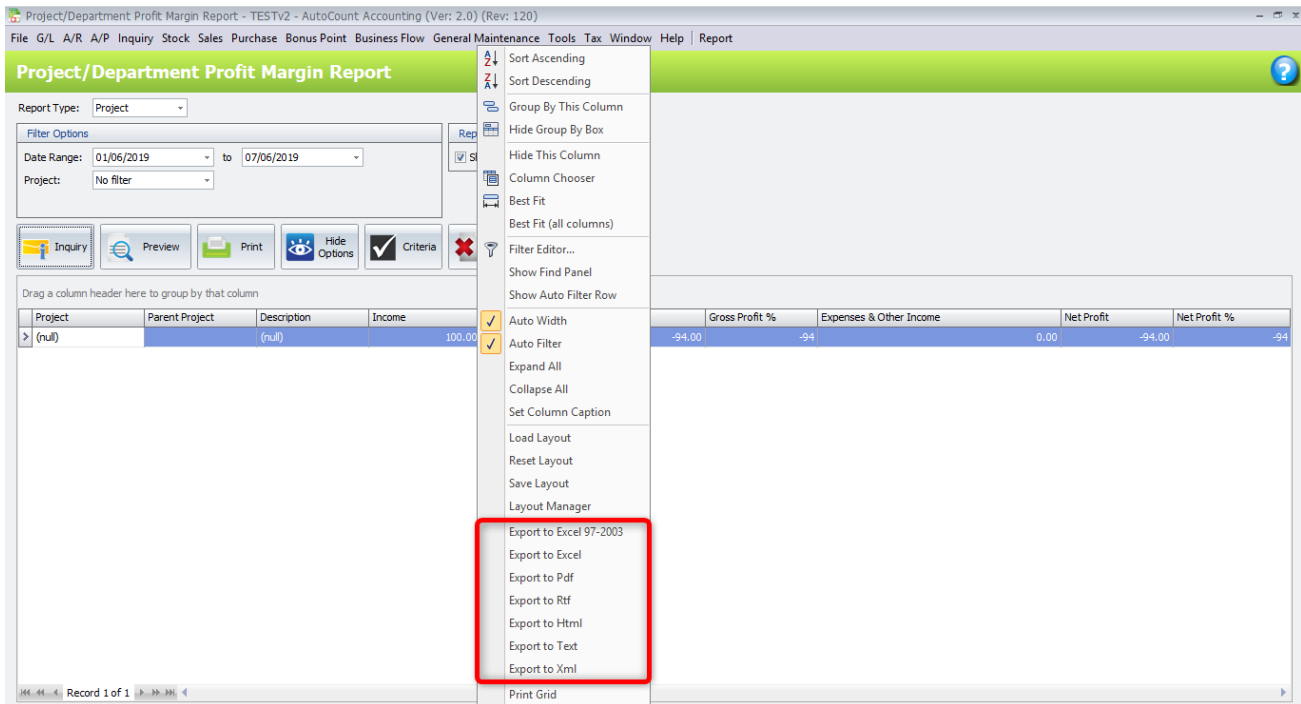 Project/Department Profit Margin Report - TESTv2 - AutoCount Accounting (Ver: 2.0) (Rev: 120)
File G/L A/R A/P Inquiry Stock Sales Purchase Bonus Point Business Flow General Maintenance Tools Tax Window Help Report
Project/Department Profit Margin Report
Report Type: Project
Filter Options
Date Range: 01/06/2019 to 07/06/2019
Project: No filter
Inquiry Preview Print Hide Options Criteria
Drag a column header here to group by that column
Project Parent Project Description Income Gross Profit % Expenses & Other Income Net Profit Net Profit %
(null) (null) 100.00 -94.00 -94 0.00 -94.00 -94
Record 1 of 1
Sort Ascending
Sort Descending
Group By This Column
Hide Group By Box
Hide This Column
Column Chooser
Best Fit
Best Fit (all columns)
Filter Editor...
Show Find Panel
Show Auto Filter Row
Auto Width
Auto Filter
Expand All
Collapse All
Set Column Caption
Load Layout
Reset Layout
Save Layout
Layout Manager
Export to Excel 97-2003
Export to Excel
Export to Pdf
Export to Rtf
Export to Html
Export to Text
Export to Xml
Print Grid